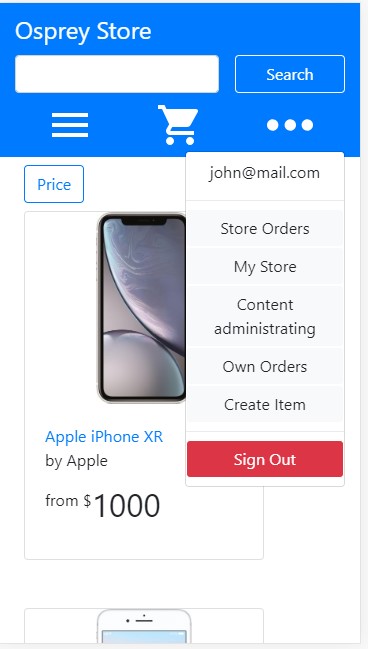 Osprey Store
Search
john@mail.com
Price
Store Orders
My Store
Content
administrating
Own Orders
Create Item
Sign Out
Apple iPhone XR
by Apple
from $1000